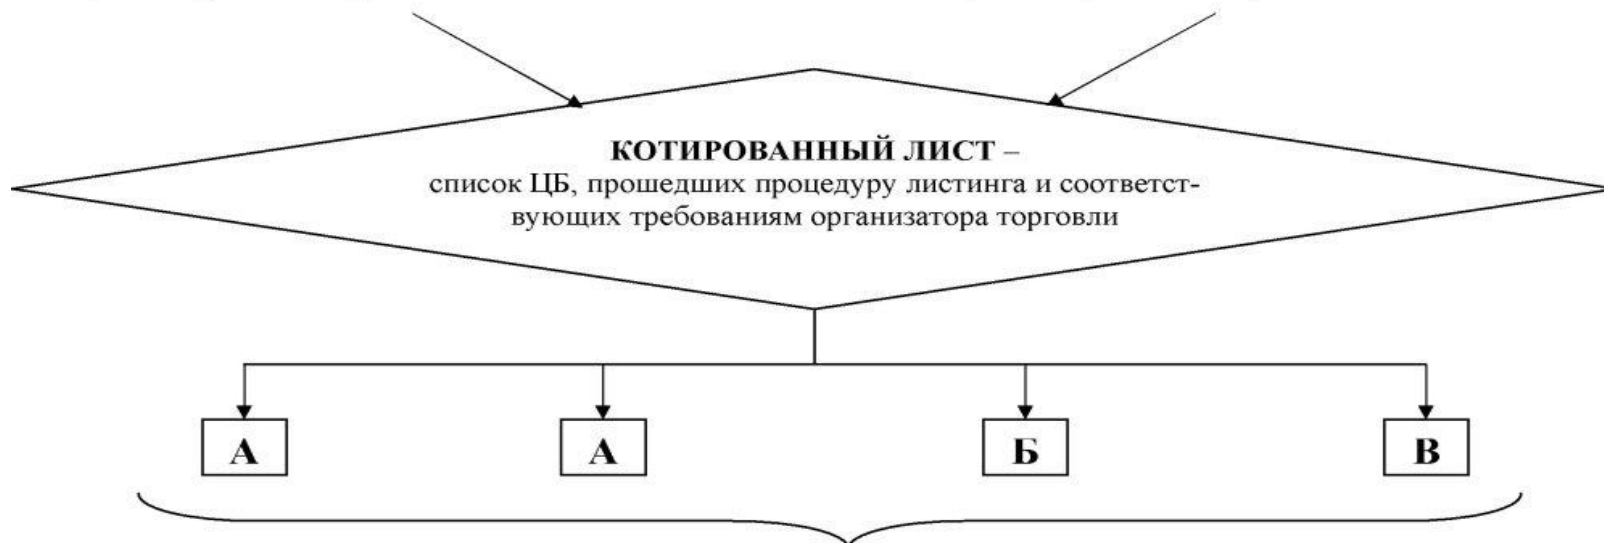 КОТИРОВАННЫЙ ЛИСТ –
список ЦБ, прошедших процедуру листинга и соответст-
вующих требованиям организатора торговли
А
А
Б
В